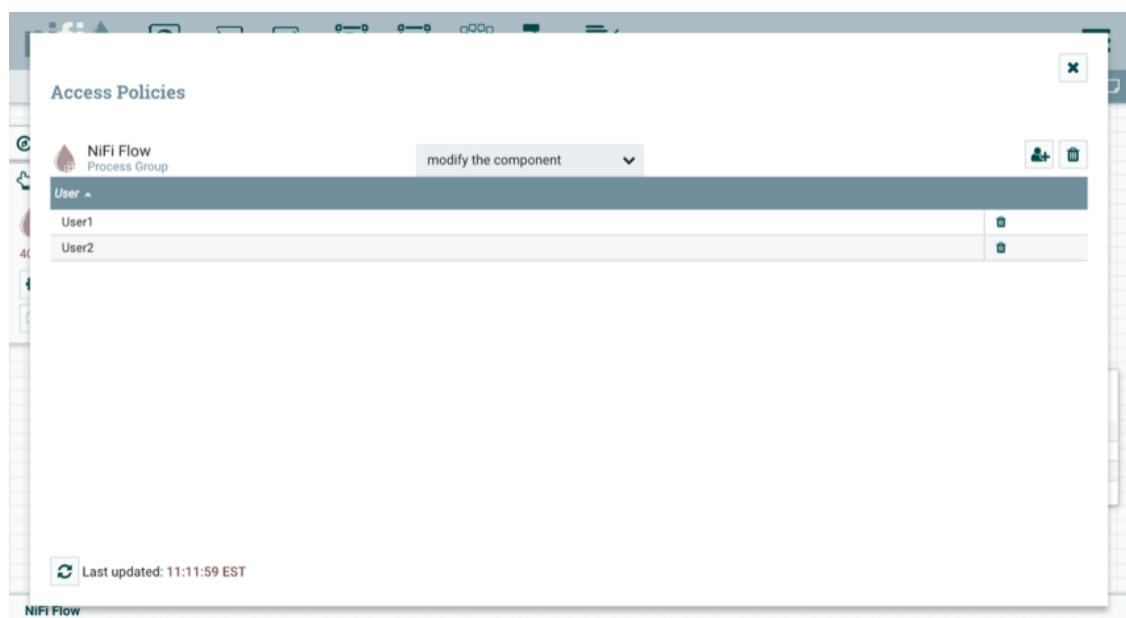 Access Policies
NiFi Flow
Process Group
modify the component
User
User1
User2
40
Last updated: 11:11:59 EST
NiFi Flow